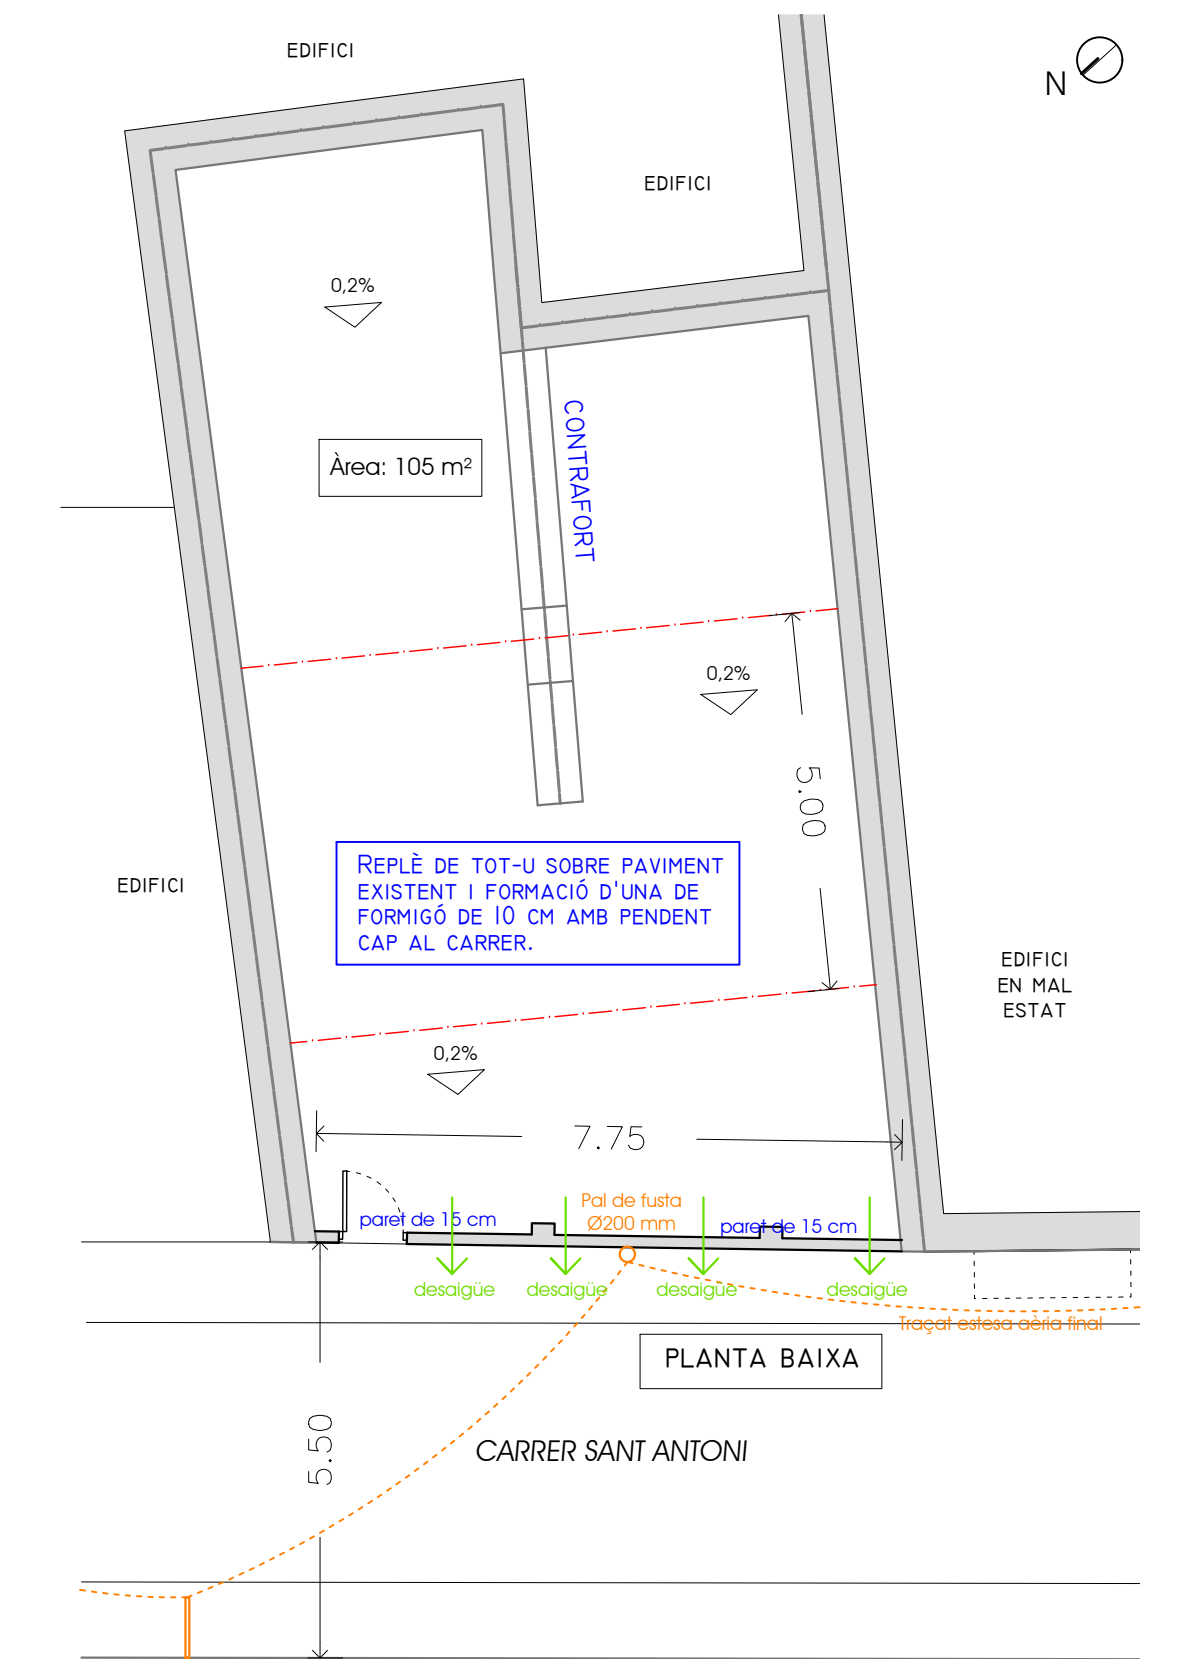 EDIFICI
N
EDIFICI
0,2%
CONTRAFORT
Àrea: 105 m²
0,2%
5.00
REPLÈ DE TOT-U SOBRE PAVIMENT
EXISTENT I FORMACIÓ D'UNA DE
FORMIGÓ DE 10 CM AMB PENDENT
CAP AL CARRER.
EDIFICI
EDIFICI
EN MAL
ESTAT
0,2%
7.75
Pal de fusta
Ø200 mm
paret de 15 cm
paret de 15 cm
desaigüe
desaigüe
desaigüe
desaigüe
Traçat estesa aèria final
PLANTA BAIXA
5.50
CARRER SANT ANTONI